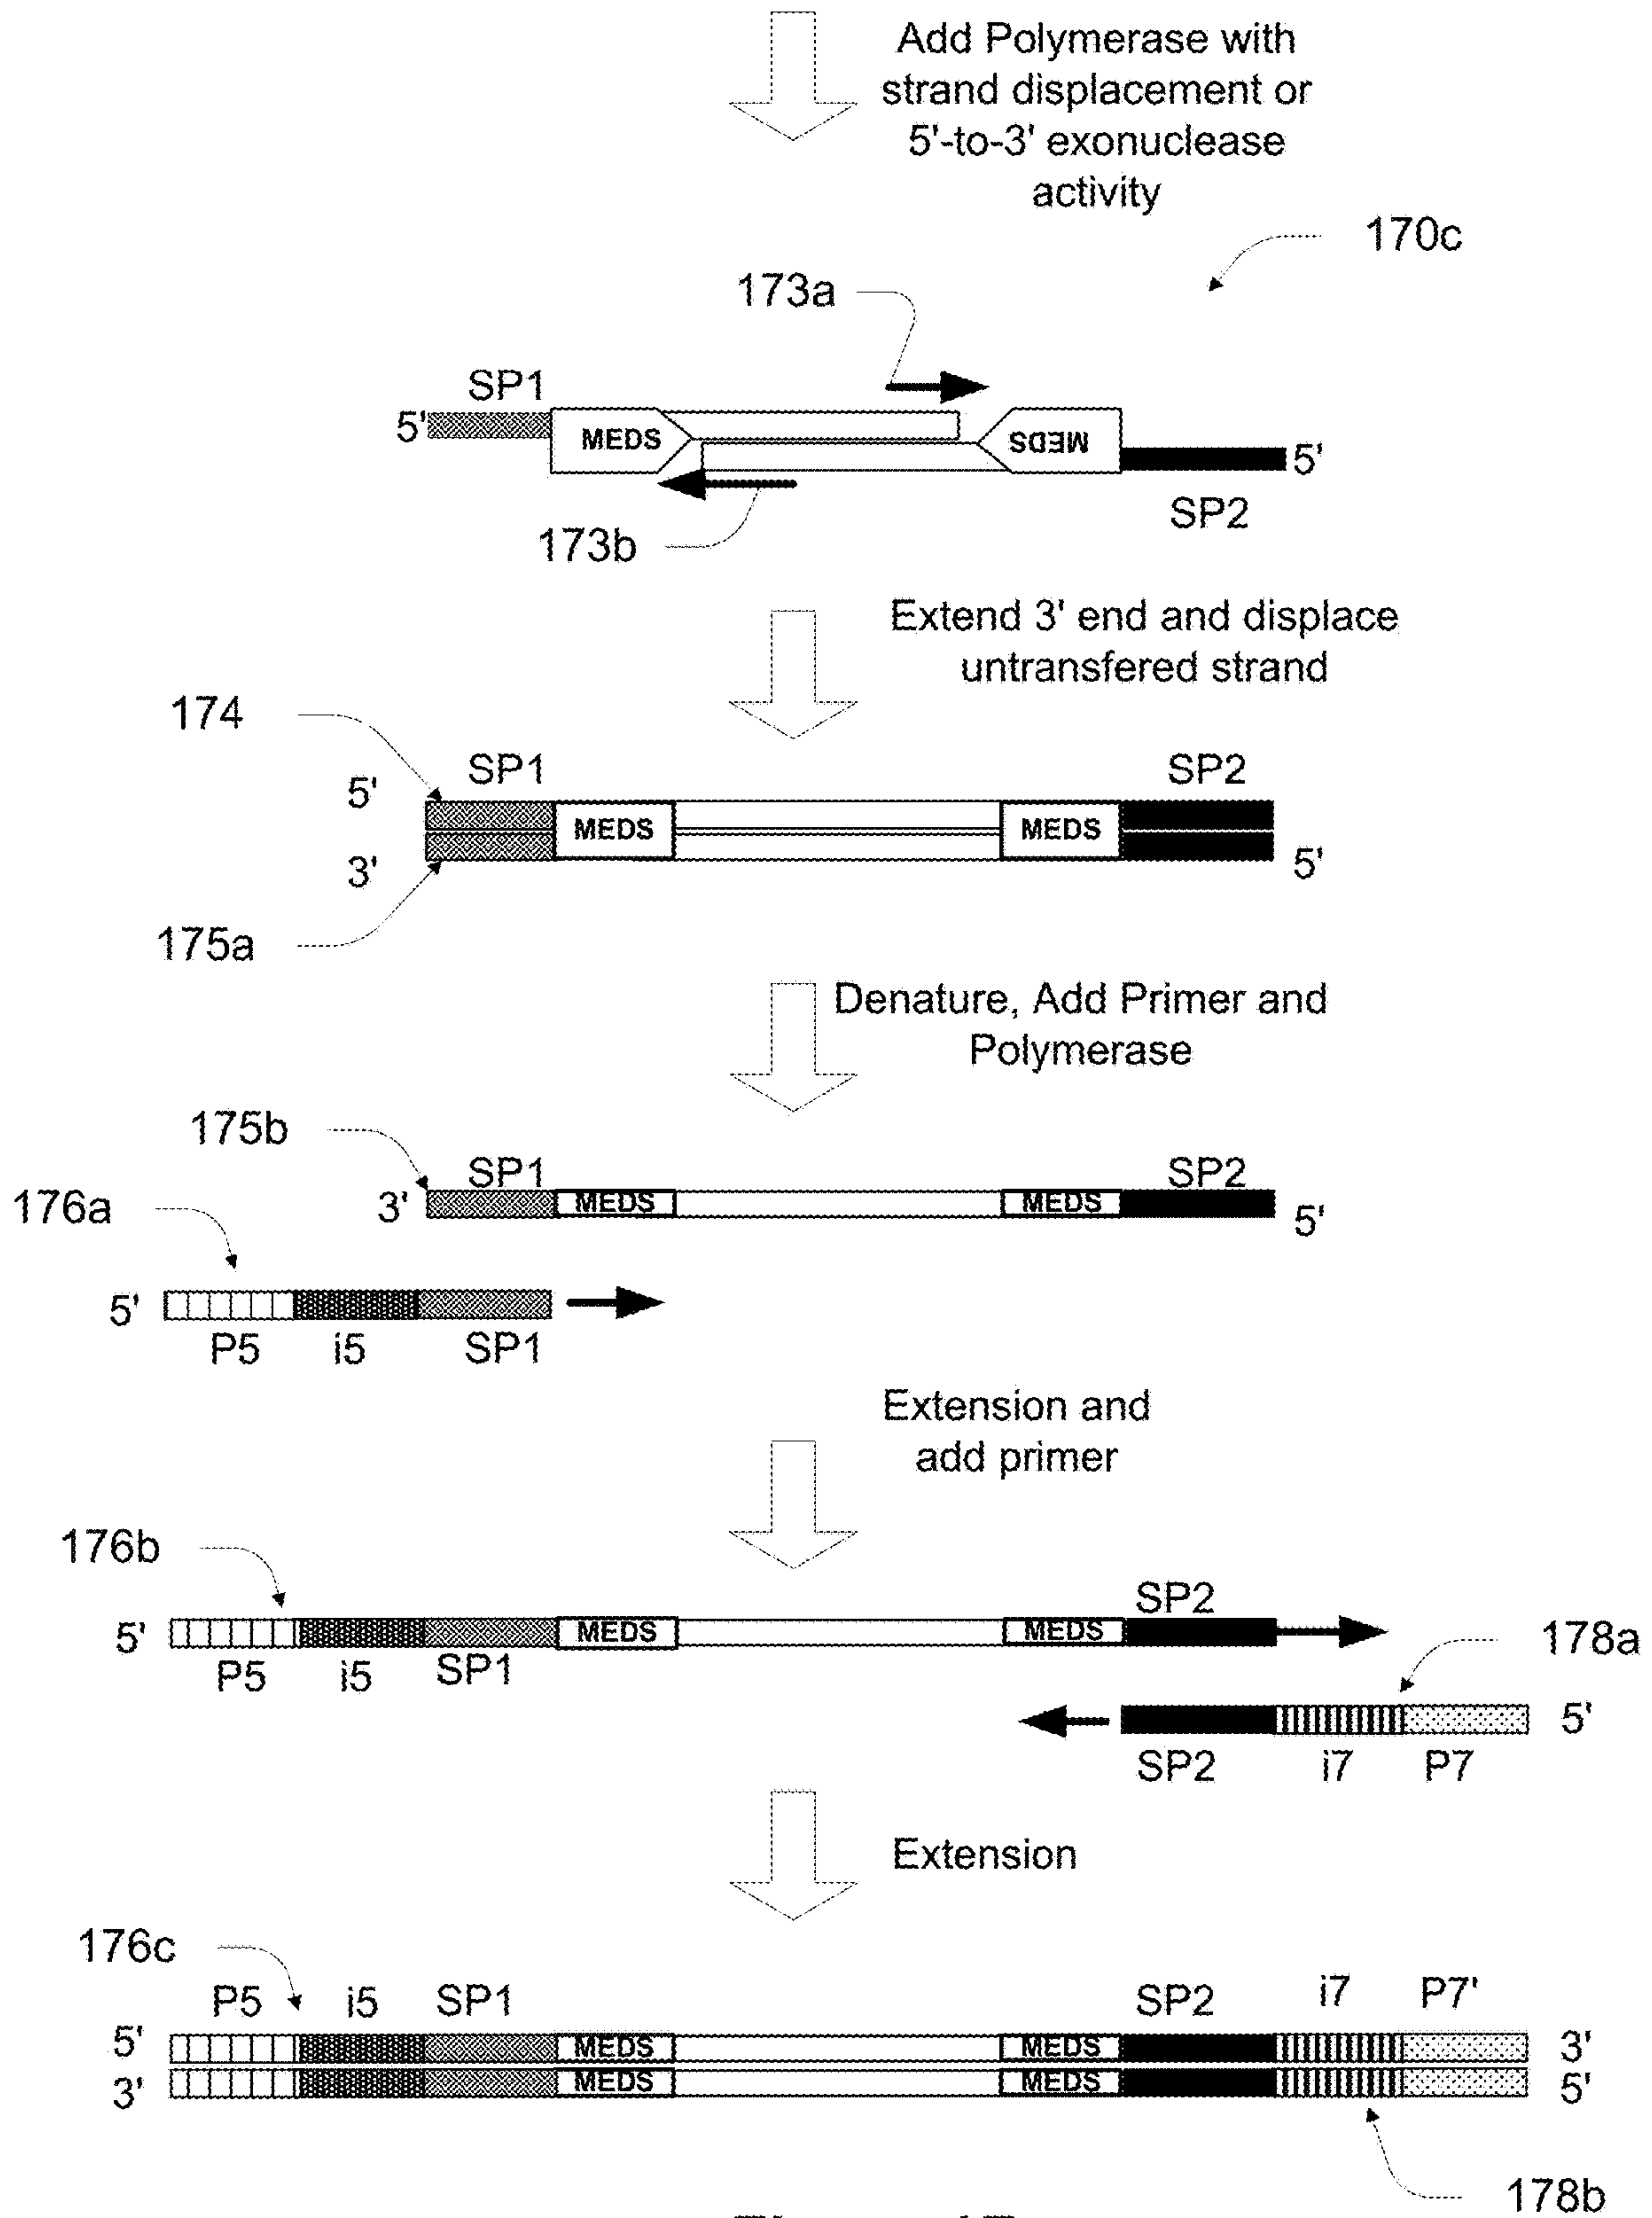 Add Polymerase with
strand displacement or
5'-to-3' exonuclease
activity
170c
173a
SP1
5'
MEDS
MEDS
5'
SP2
173b
Extend 3' end and displace
untransfered strand
174
SP1
SP2
5'
MEDS
MEDS
3'
5'
175a
Denature, Add Primer and
Polymerase
175b
SP1
SP2
176a
3'
MEDS
MEDS
5'
5'
P5
i5
SP1
Extension and
add primer
176b
SP2
5'
MEDS
MEDS
178a
P5
i5
SP1
5'
SP2
i7
P7
Extension
176c
P5
i5
SP1
SP2
i7
P7'
5'
MEDS
MEDS
3'
3'
MEDS
MEDS
5'
178b